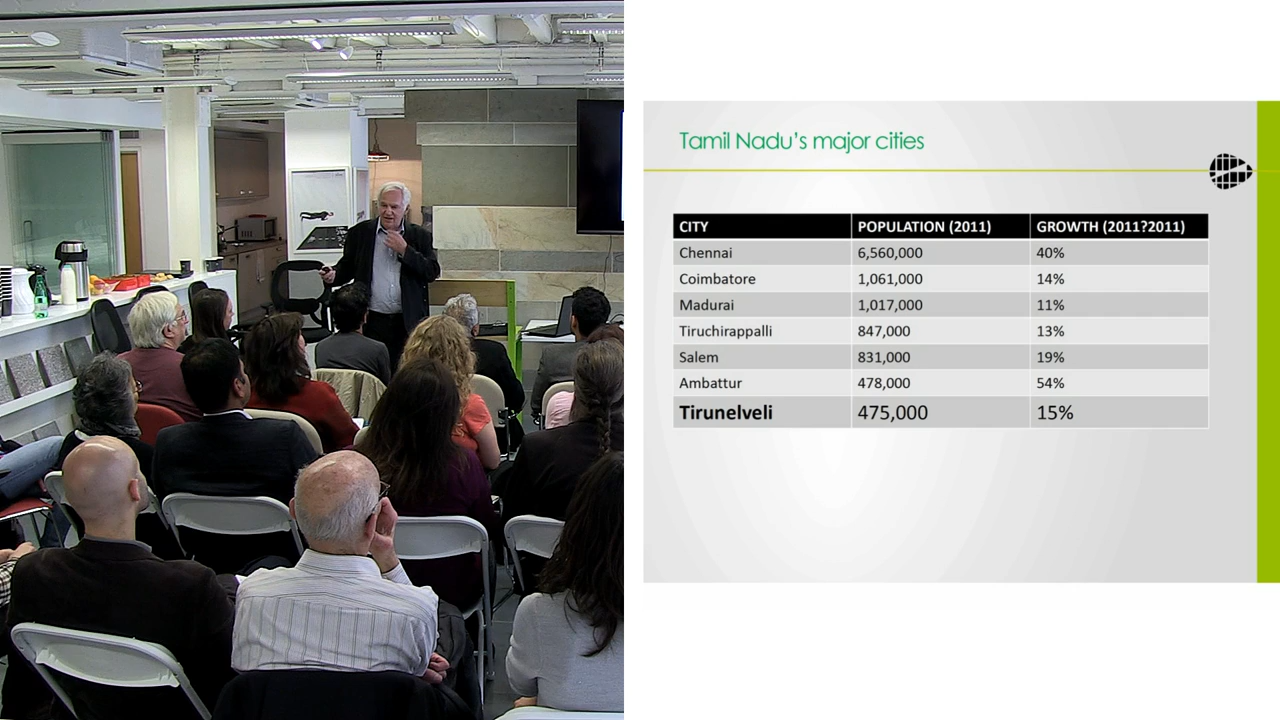 Tamil Nadu's major cities
CITY POPULATION (2011) GROWTH (2011?2011)
Chennai 6,560,000 40%
Coimbatore 1,061,000 14%
Madurai 1,017,000 11%
Tiruchirappalli 847,000 13%
Salem 831,000 19%
Ambattur 478,000 54%
Tirunelveli 475,000 15%